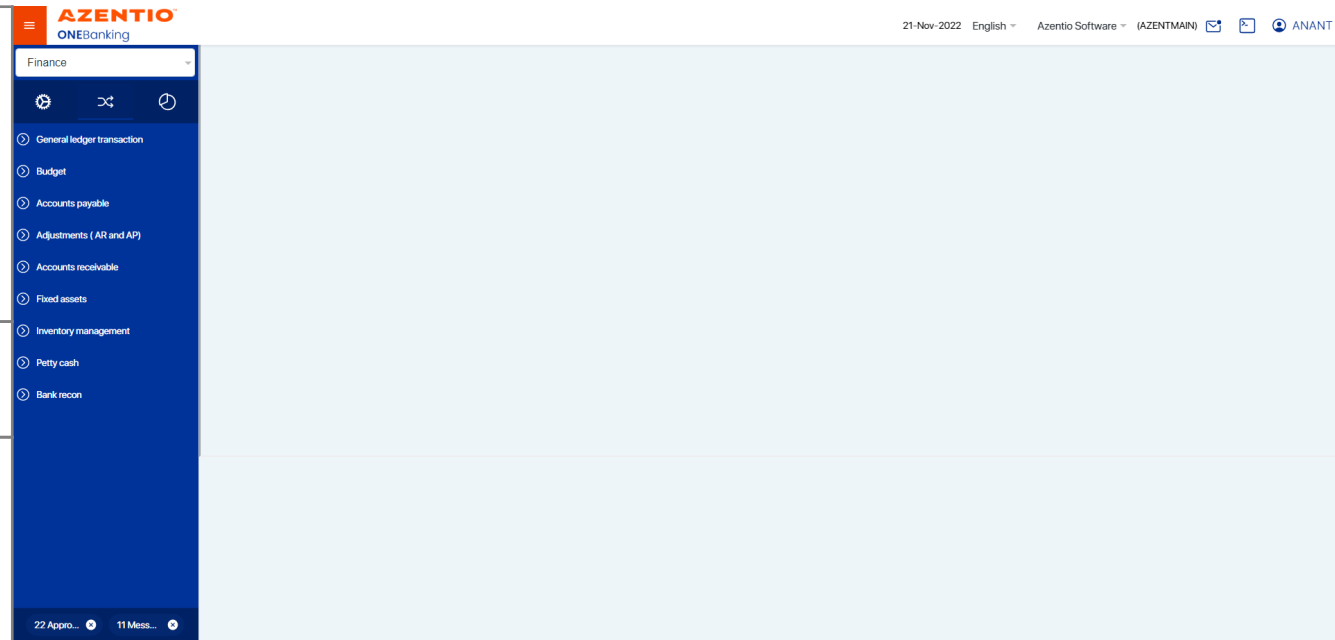 AZENTIO
ONEBanking
21-Nov-2022 English Azentio Software (AZENTMAIN) ANANT
Finance
General ledger transaction
Budget
Accounts payable
Adjustments ( AR and AP)
Accounts receivable
Fixed assets
Inventory management
Petty cash
Bank recon
22 Appro... 11 Mess...